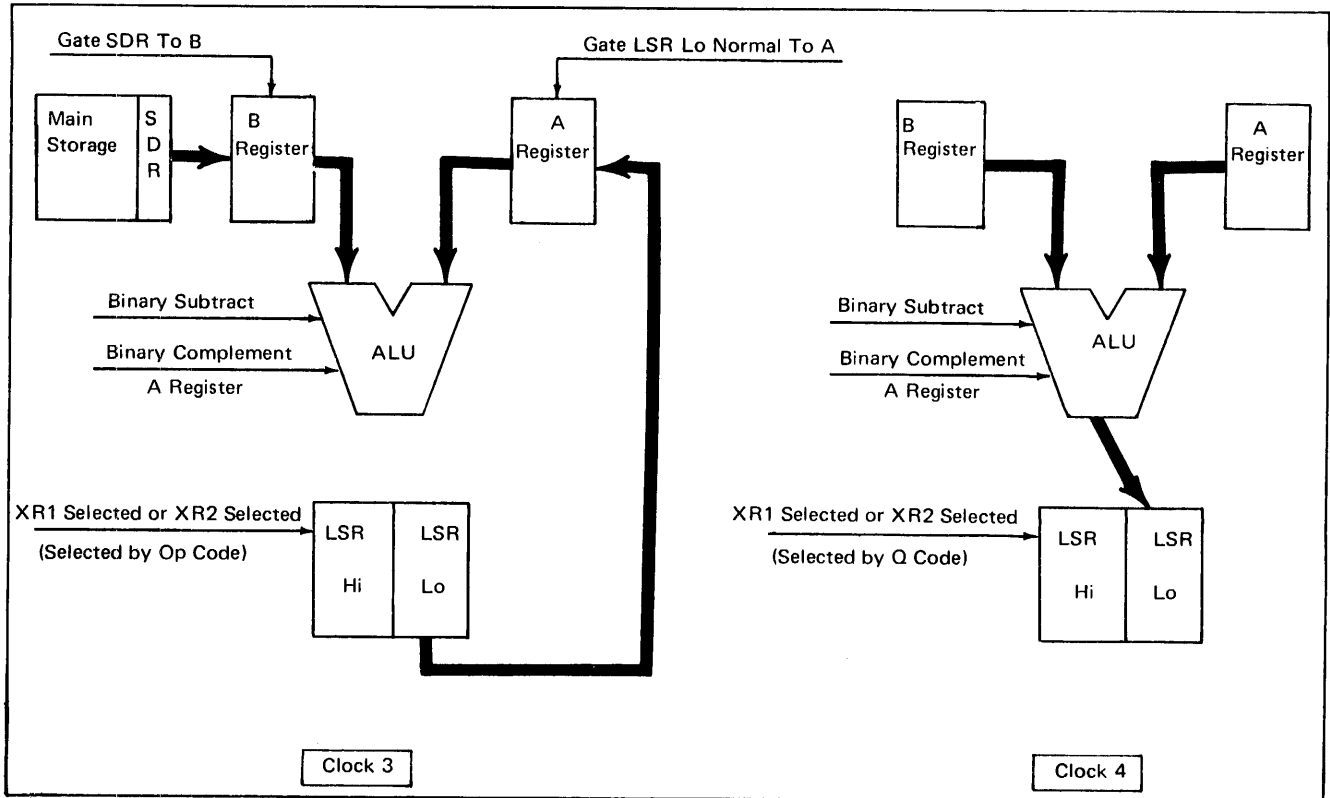 Gate SDR To B
Gate LSR Lo Normal To A
Main
Storage
S
D
R
B
Register
A
Register
Binary Subtract
Binary Complement
A Register
ALU
XR1 Selected or XR2 Selected
(Selected by Op Code)
LSR
Hi
LSR
Lo
Clock 3
B
Register
A
Register
Binary Subtract
Binary Complement
A Register
ALU
XR1 Selected or XR2 Selected
(Selected by Q Code)
LSR
Hi
LSR
Lo
Clock 4